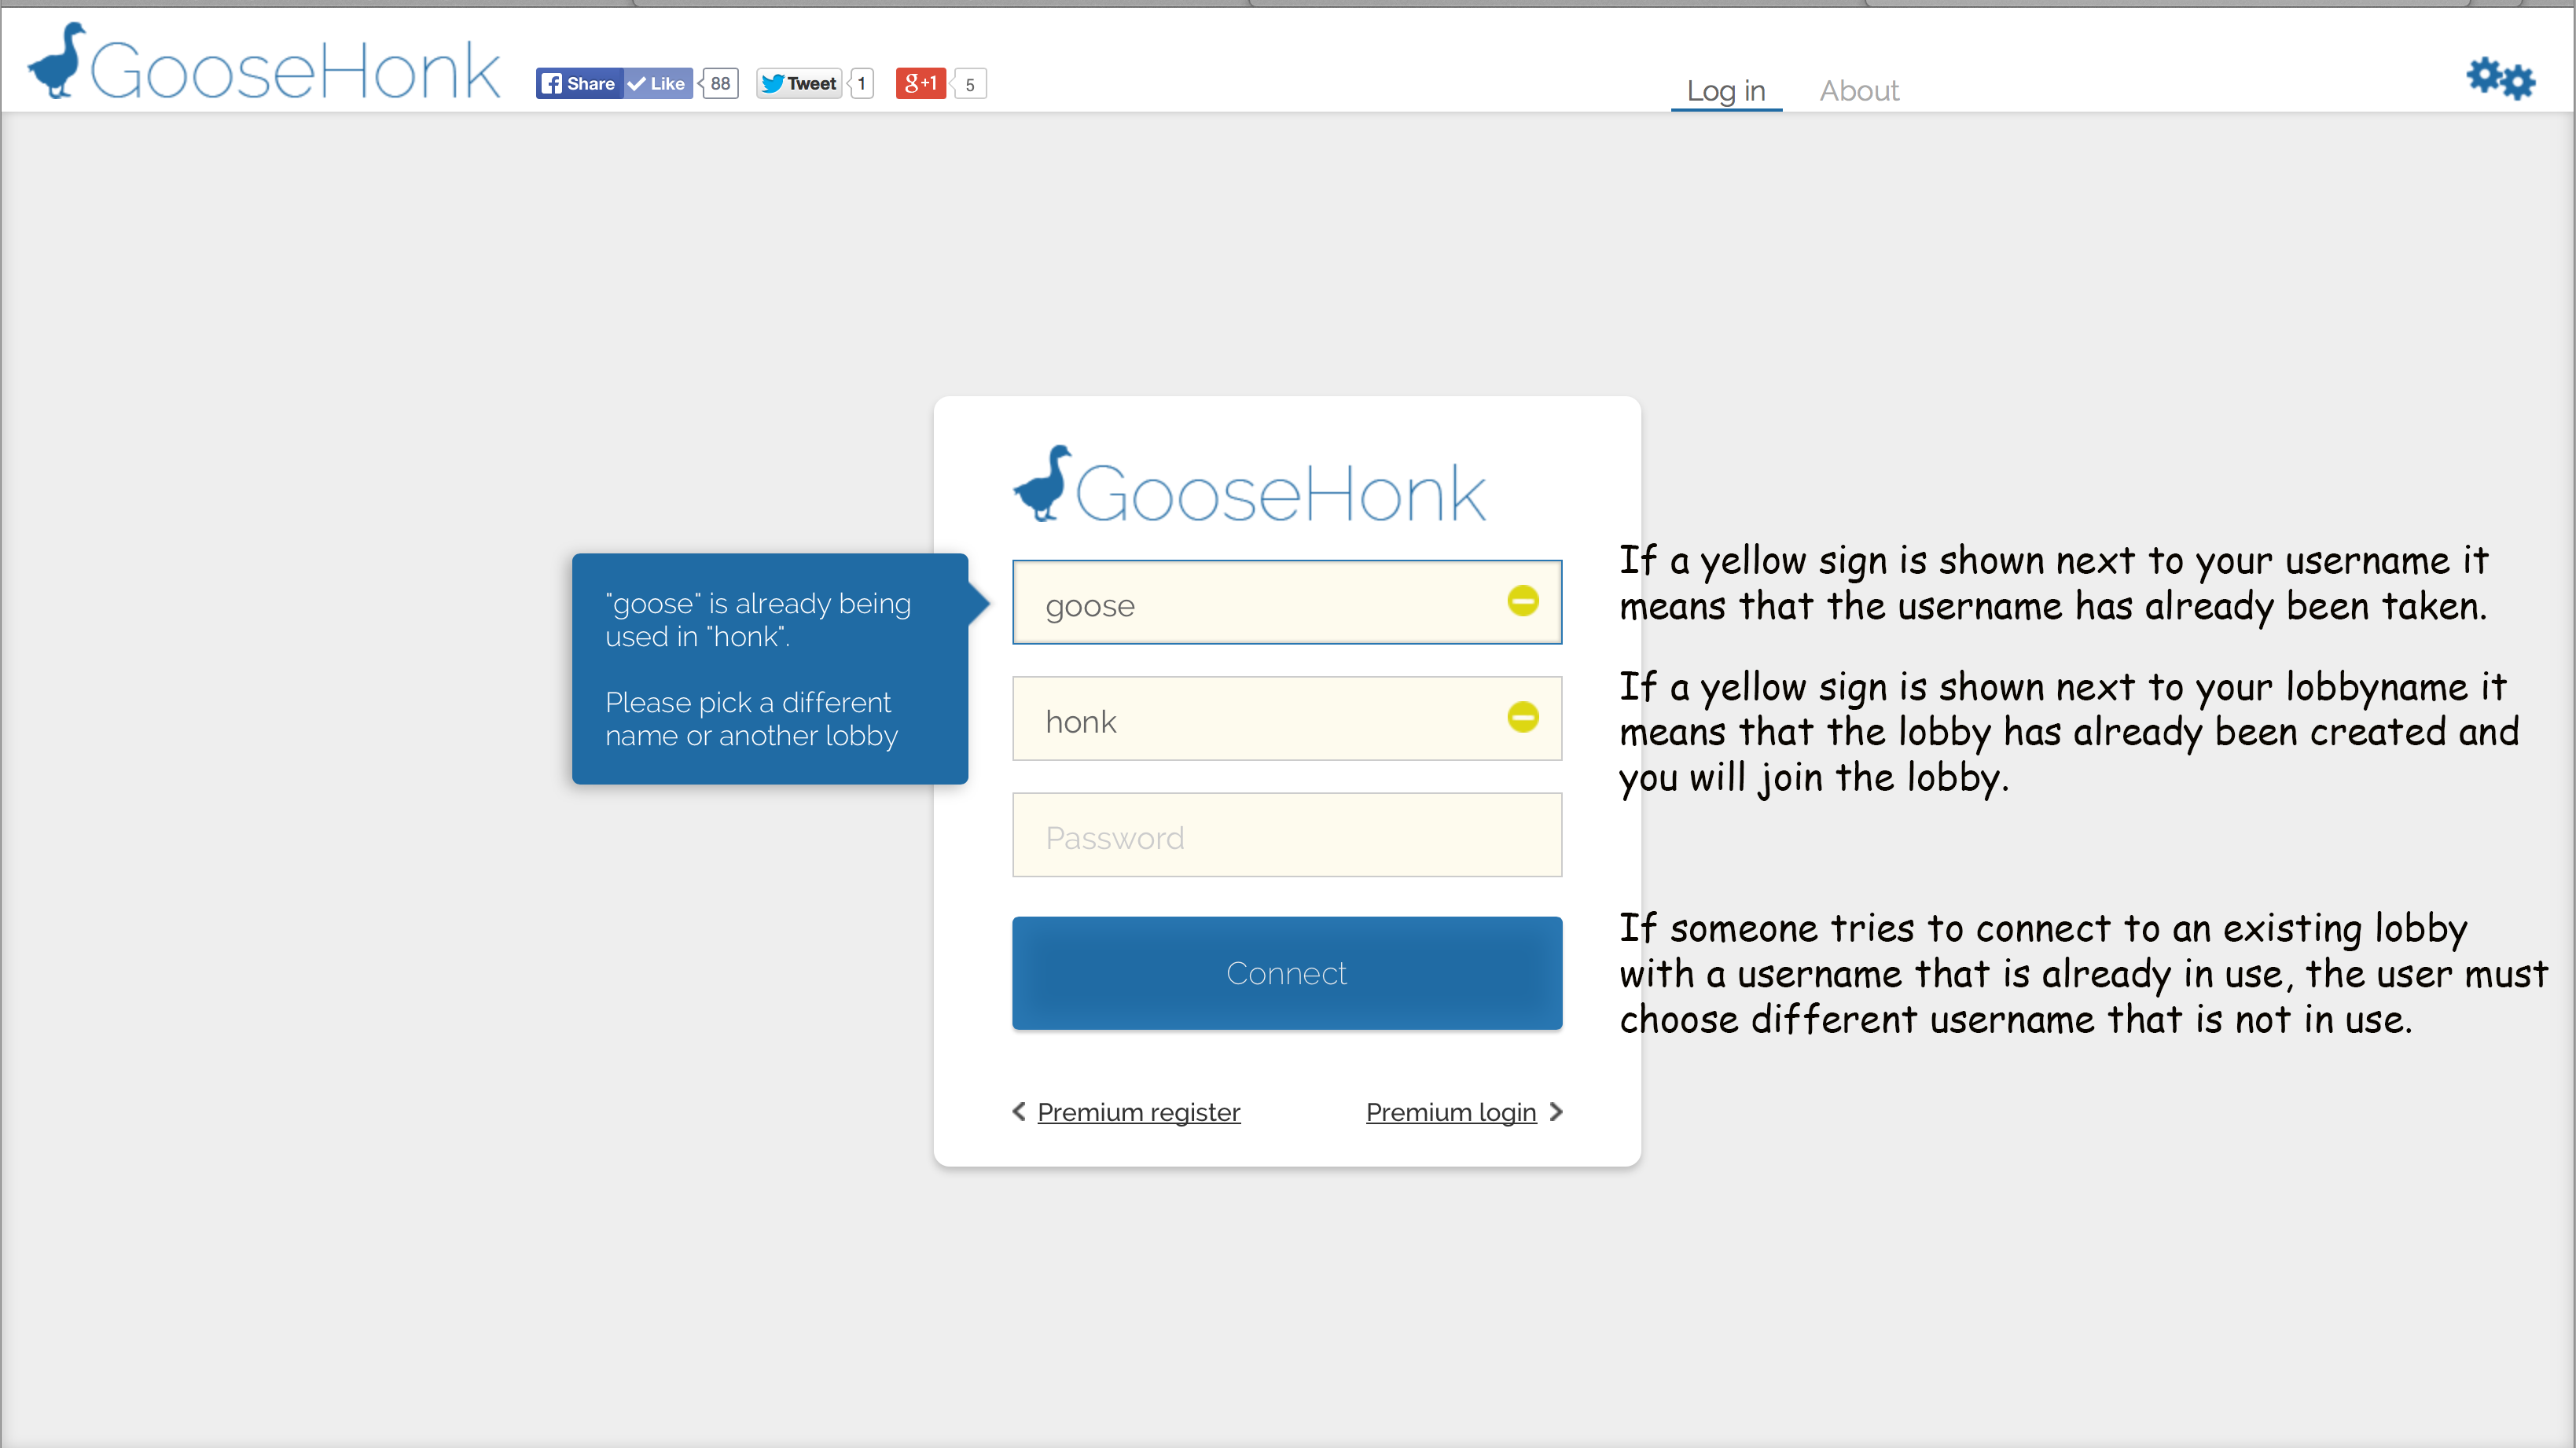 GooseHonk
Share Like 88 Tweet 1 g+1 5
Log in About
GooseHonk
"goose" is already being
used in "honk".
Please pick a different
name or another lobby
goose
honk
Password
Connect
Premium register Premium login
If a yellow sign is shown next to your username it
means that the username has already been taken.
If a yellow sign is shown next to your lobbyname it
means that the lobby has already been created and
you will join the lobby.
If someone tries to connect to an existing lobby
with a username that is already in use, the user must
choose different username that is not in use.